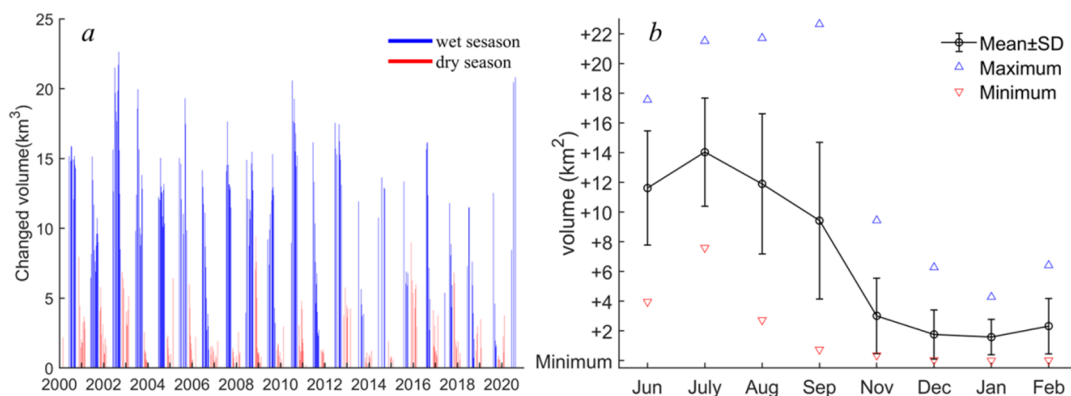 a
25
20
15
10
5
0
Changed volume(km³)
wet sesason
dry season
2000 2002 2004 2006 2008 2010 2012 2014 2016 2018 2020
b
+22
+20
+18
+16
+14
+12
+10
+8
+6
+4
+2
Minimum
volume (km²)
Mean±SD
Maximum
Minimum
Jun July Aug Sep Nov Dec Jan Feb